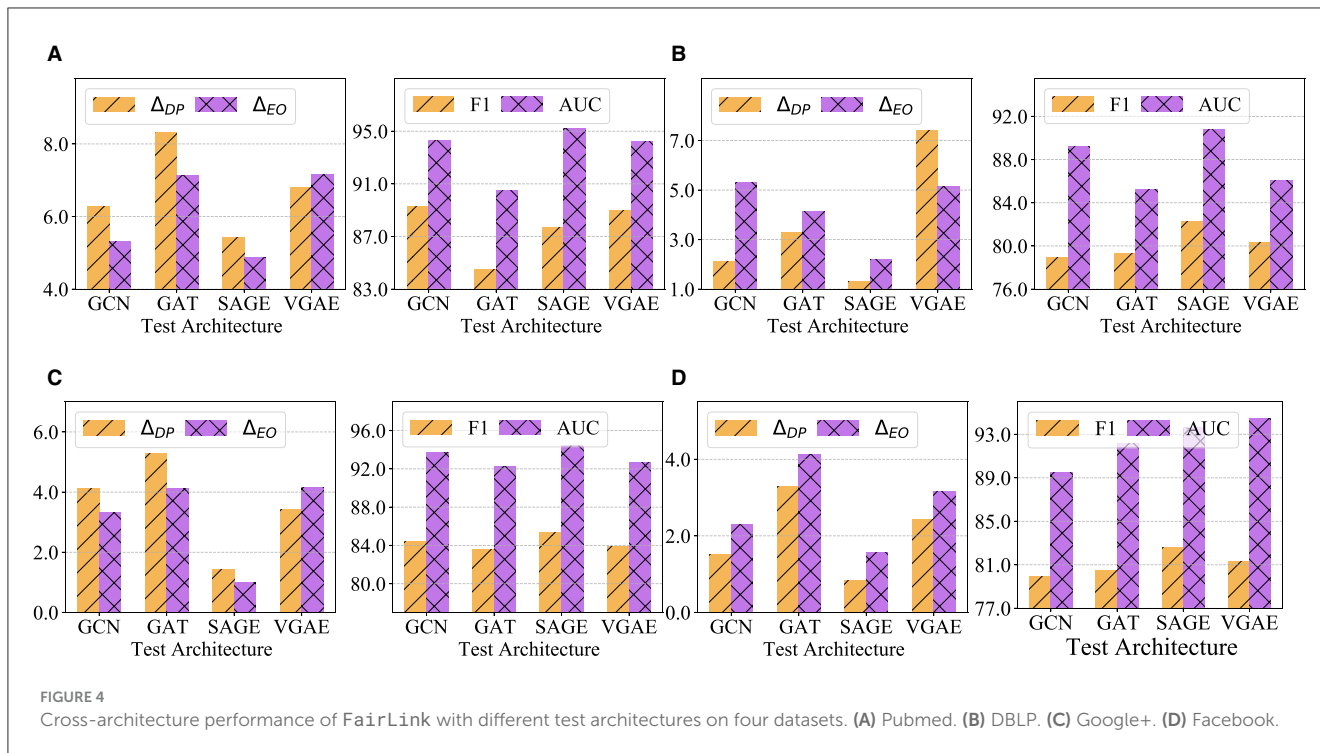 A
Δ_DP Δ_EO
8.0
6.0
4.0
GCN GAT SAGE VGAE
Test Architecture
F1 AUC
95.0
91.0
87.0
83.0
GCN GAT SAGE VGAE
Test Architecture
B
Δ_DP Δ_EO
7.0
5.0
3.0
1.0
GCN GAT SAGE VGAE
Test Architecture
F1 AUC
92.0
88.0
84.0
80.0
76.0
GCN GAT SAGE VGAE
Test Architecture
C
Δ_DP Δ_EO
6.0
4.0
2.0
0.0
GCN GAT SAGE VGAE
Test Architecture
F1 AUC
96.0
92.0
88.0
84.0
80.0
GCN GAT SAGE VGAE
Test Architecture
D
Δ_DP Δ_EO
4.0
2.0
0.0
GCN GAT SAGE VGAE
Test Architecture
F1 AUC
93.0
89.0
85.0
81.0
77.0
GCN GAT SAGE VGAE
Test Architecture
FIGURE 4
Cross-architecture performance of FairLink with different test architectures on four datasets. (A) Pubmed. (B) DBLP. (C) Google+. (D) Facebook.